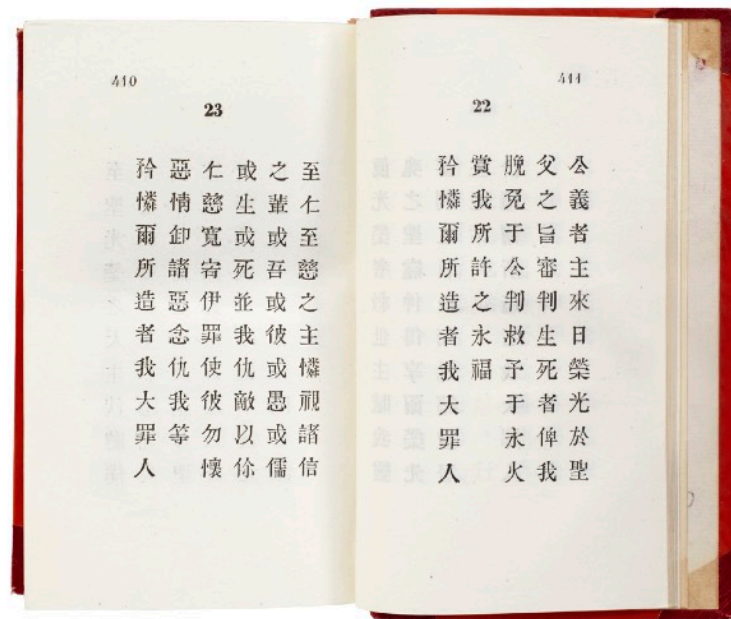 411
22
公義者主來日榮光於聖
父之旨審判生死者俾我
脫免于公判救予于永火
賞我所許之永福
矜憐爾所造者我大罪人
410
23
至仁至慈之主憐視諸信
之輩或吾或彼或愚或儒
或生或死並我仇敵以伱
仁慈寬宥伊罪使彼勿懷
惡情卸諸惡念仇我等
矜憐爾所造者我大罪人